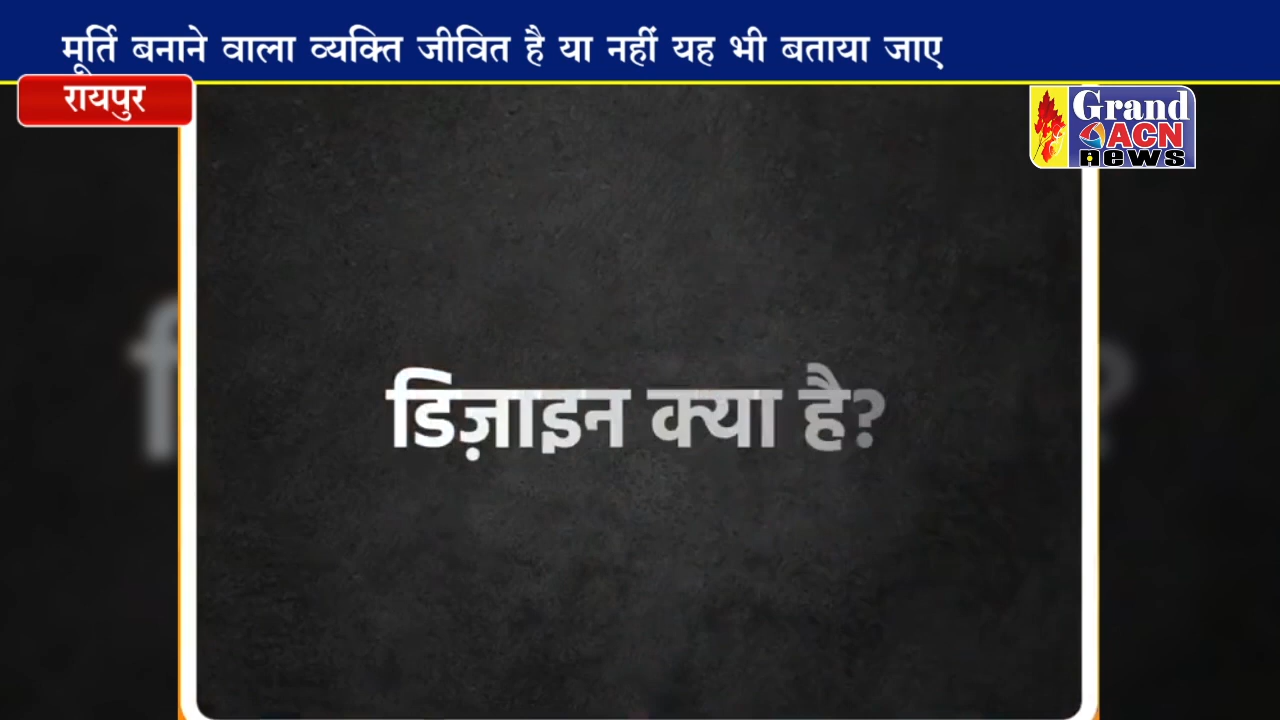 मूर्ति बनाने वाला व्यक्ति जीवित है या नहीं यह भी बताया जाए
रायपुर
Grand
ACN
news
डिज़ाइन क्या है?